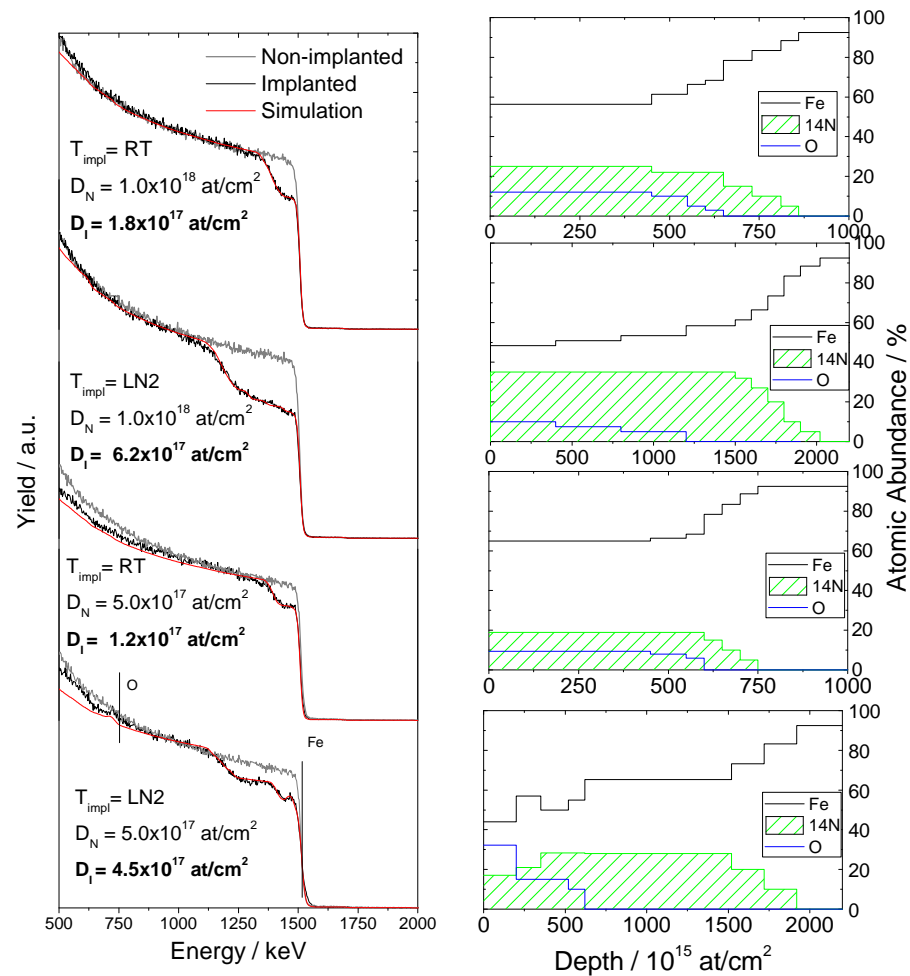 Non-implanted
Implanted
Simulation
T_impl= RT
D_N = 1.0x10^18 at/cm^2
D_I= 1.8x10^17 at/cm^2
T_impl= LN2
D_N = 1.0x10^18 at/cm^2
D_I= 6.2x10^17 at/cm^2
T_impl= RT
D_N = 5.0x10^17 at/cm^2
D_I= 1.2x10^17 at/cm^2
O
Fe
T_impl= LN2
D_N = 5.0x10^17 at/cm^2
D_I= 4.5x10^17 at/cm^2
500 750 1000 1250 1500 1750 2000
Energy / keV
Yield / a.u.
Fe
14N
O
0 250 500 750 1000
0 20 40 60 80 100
Fe
14N
O
0 500 1000 1500 2000
0 20 40 60 80 100
Fe
14N
O
0 250 500 750 1000
0 20 40 60 80 100
Fe
14N
O
0 500 1000 1500 2000
0 20 40 60 80 100
Depth / 10^15 at/cm^2
Atomic Abundance / %